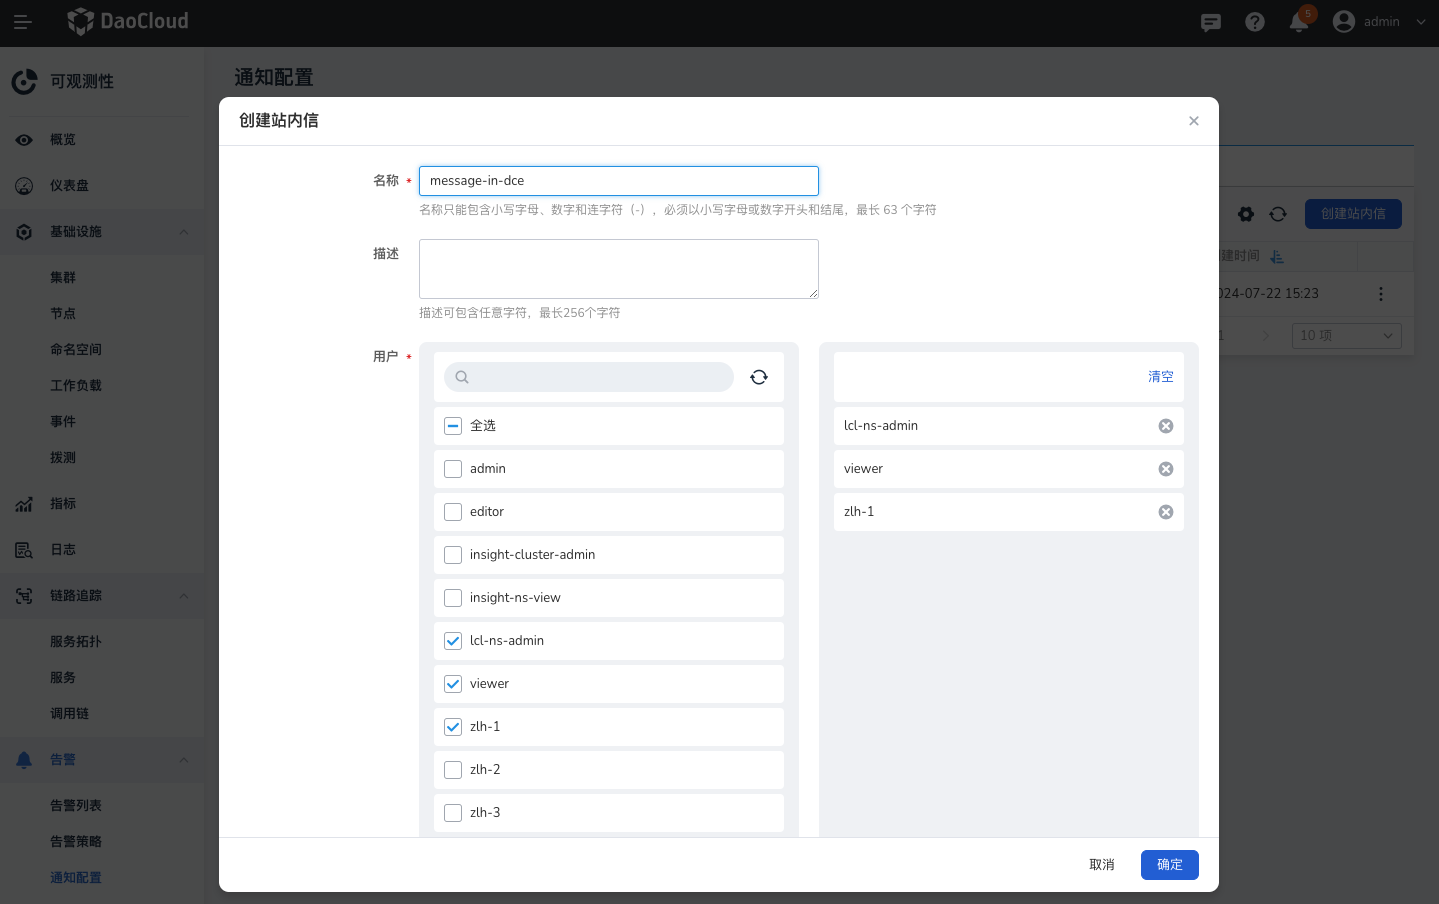 DaoCloud
5
admin
可观测性
通知配置
概览
仪表盘
基础设施
集群
节点
命名空间
工作负载
事件
拨测
指标
日志
链路追踪
服务拓扑
服务
调用链
告警
告警列表
告警策略
通知配置
创建站内信
建时间
024-07-22 15:23
1
10 项
创建站内信
名称 *
message-in-dce
名称只能包含小写字母、数字和连字符（-），必须以小写字母或数字开头和结尾，最长 63 个字符
描述
描述可包含任意字符，最长256个字符
用户 *
全选
admin
editor
insight-cluster-admin
insight-ns-view
lcl-ns-admin
viewer
zlh-1
zlh-2
zlh-3
清空
lcl-ns-admin
viewer
zlh-1
取消
确定